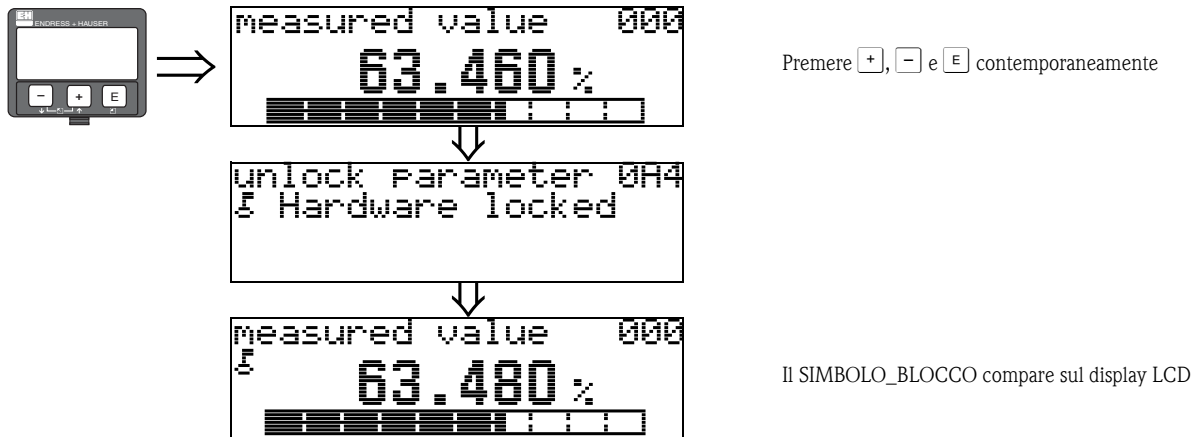 EH
ENDRESS + HAUSER
- + E
measured value 000
63.460 %
Premere +, - e E contemporaneamente
unlock parameter 0A4
Hardware locked
measured value 000
63.480 %
Il SIMBOLO_BLOCCO compare sul display LCD